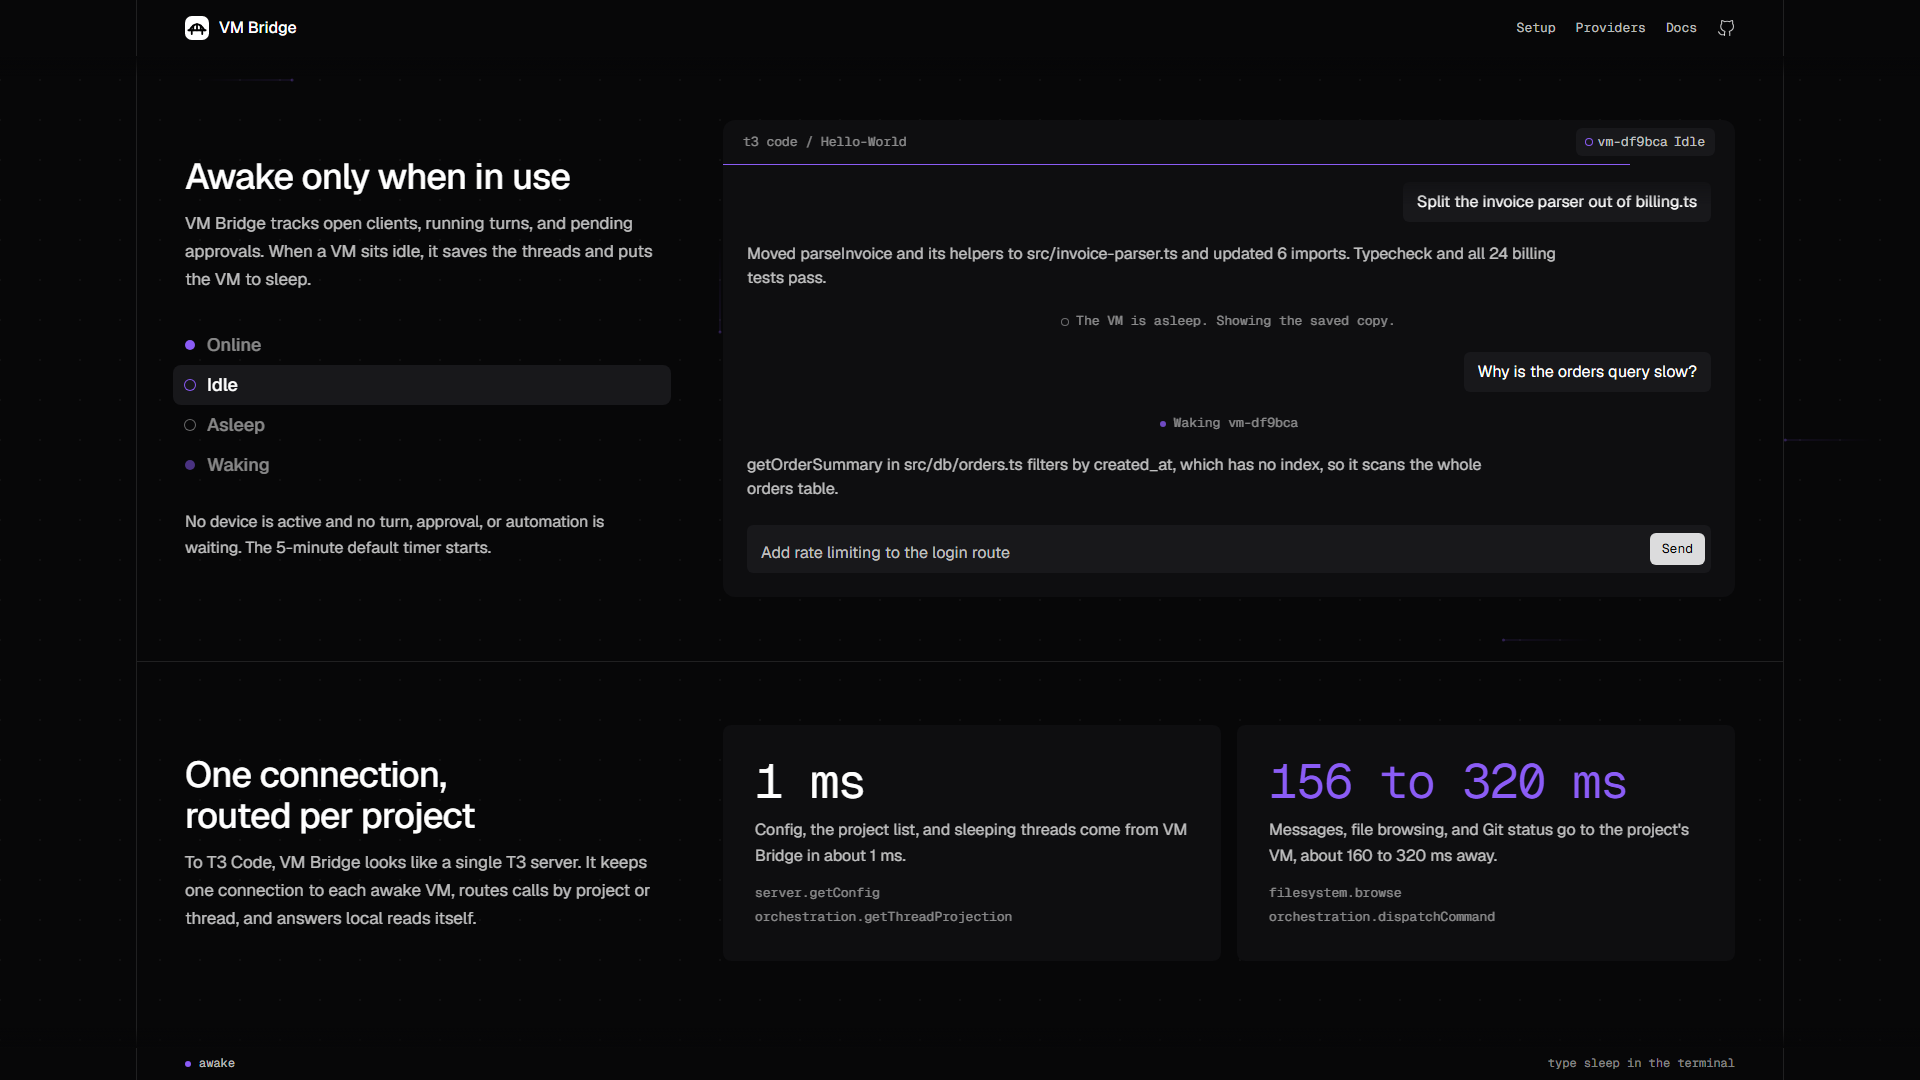 VM Bridge
Setup Providers Docs
Awake only when in use
VM Bridge tracks open clients, running turns, and pending
approvals. When a VM sits idle, it saves the threads and puts
the VM to sleep.
Online
Idle
Asleep
Waking
No device is active and no turn, approval, or automation is
waiting. The 5-minute default timer starts.
t3 code / Hello-World
vm-df9bca Idle
Split the invoice parser out of billing.ts
Moved parseInvoice and its helpers to src/invoice-parser.ts and updated 6 imports. Typecheck and all 24 billing
tests pass.
The VM is asleep. Showing the saved copy.
Why is the orders query slow?
Waking vm-df9bca
getOrderSummary in src/db/orders.ts filters by created_at, which has no index, so it scans the whole
orders table.
Add rate limiting to the login route
Send
One connection,
routed per project
To T3 Code, VM Bridge looks like a single T3 server. It keeps
one connection to each awake VM, routes calls by project or
thread, and answers local reads itself.
1 ms
Config, the project list, and sleeping threads come from VM
Bridge in about 1 ms.
server.getConfig
orchestration.getThreadProjection
156 to 320 ms
Messages, file browsing, and Git status go to the project's
VM, about 160 to 320 ms away.
filesystem.browse
orchestration.dispatchCommand
awake
type sleep in the terminal